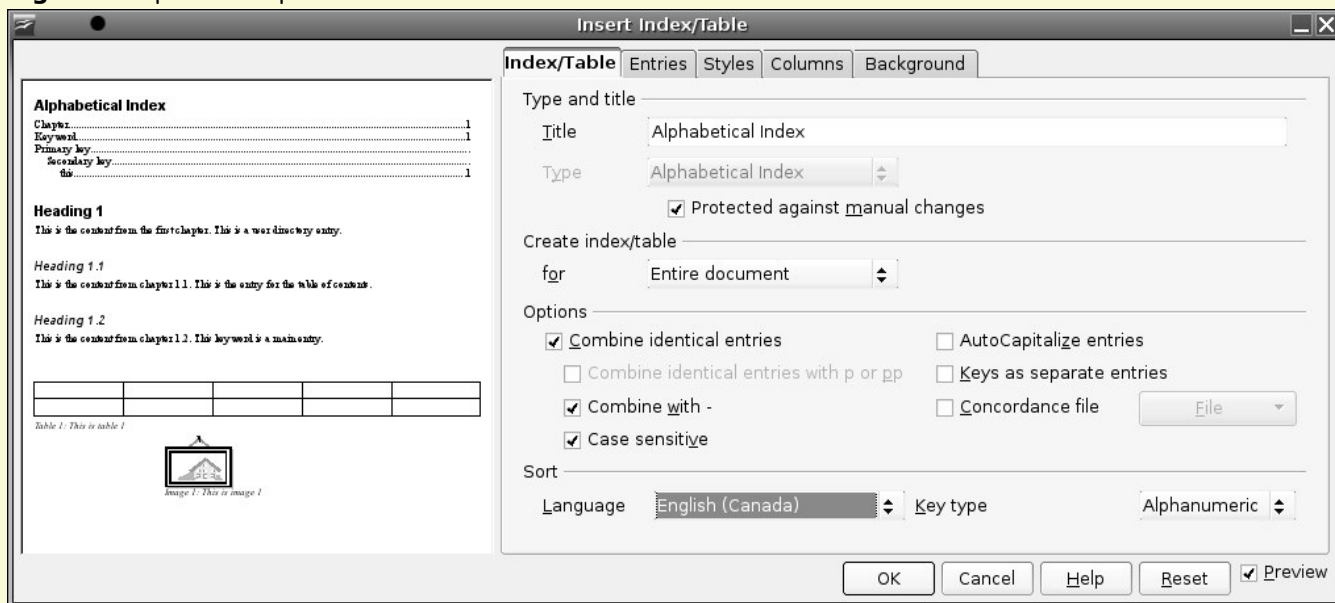 Insert Index/Table
Alphabetical Index
Chapter 1
Keyword 1
Primary key
Secondary key
this 1
Heading 1
This is the content from the first chapter. This is a user directory entry.
Heading 1.1
This is the content from chapter 1.1. This is the entry for the table of contents.
Heading 1.2
This is the content from chapter 1.2. This keyword is a main entry.
Table 1: This is table 1
Image 1: This is image 1
Index/Table Entries Styles Columns Background
Type and title
Title Alphabetical Index
Type Alphabetical Index
Protected against manual changes
Create index/table
for Entire document
Options
Combine identical entries AutoCapitalize entries
Combine identical entries with p or pp Keys as separate entries
Combine with - Concordance file File
Case sensitive
Sort
Language English (Canada) Key type Alphanumeric
OK Cancel Help Reset Preview